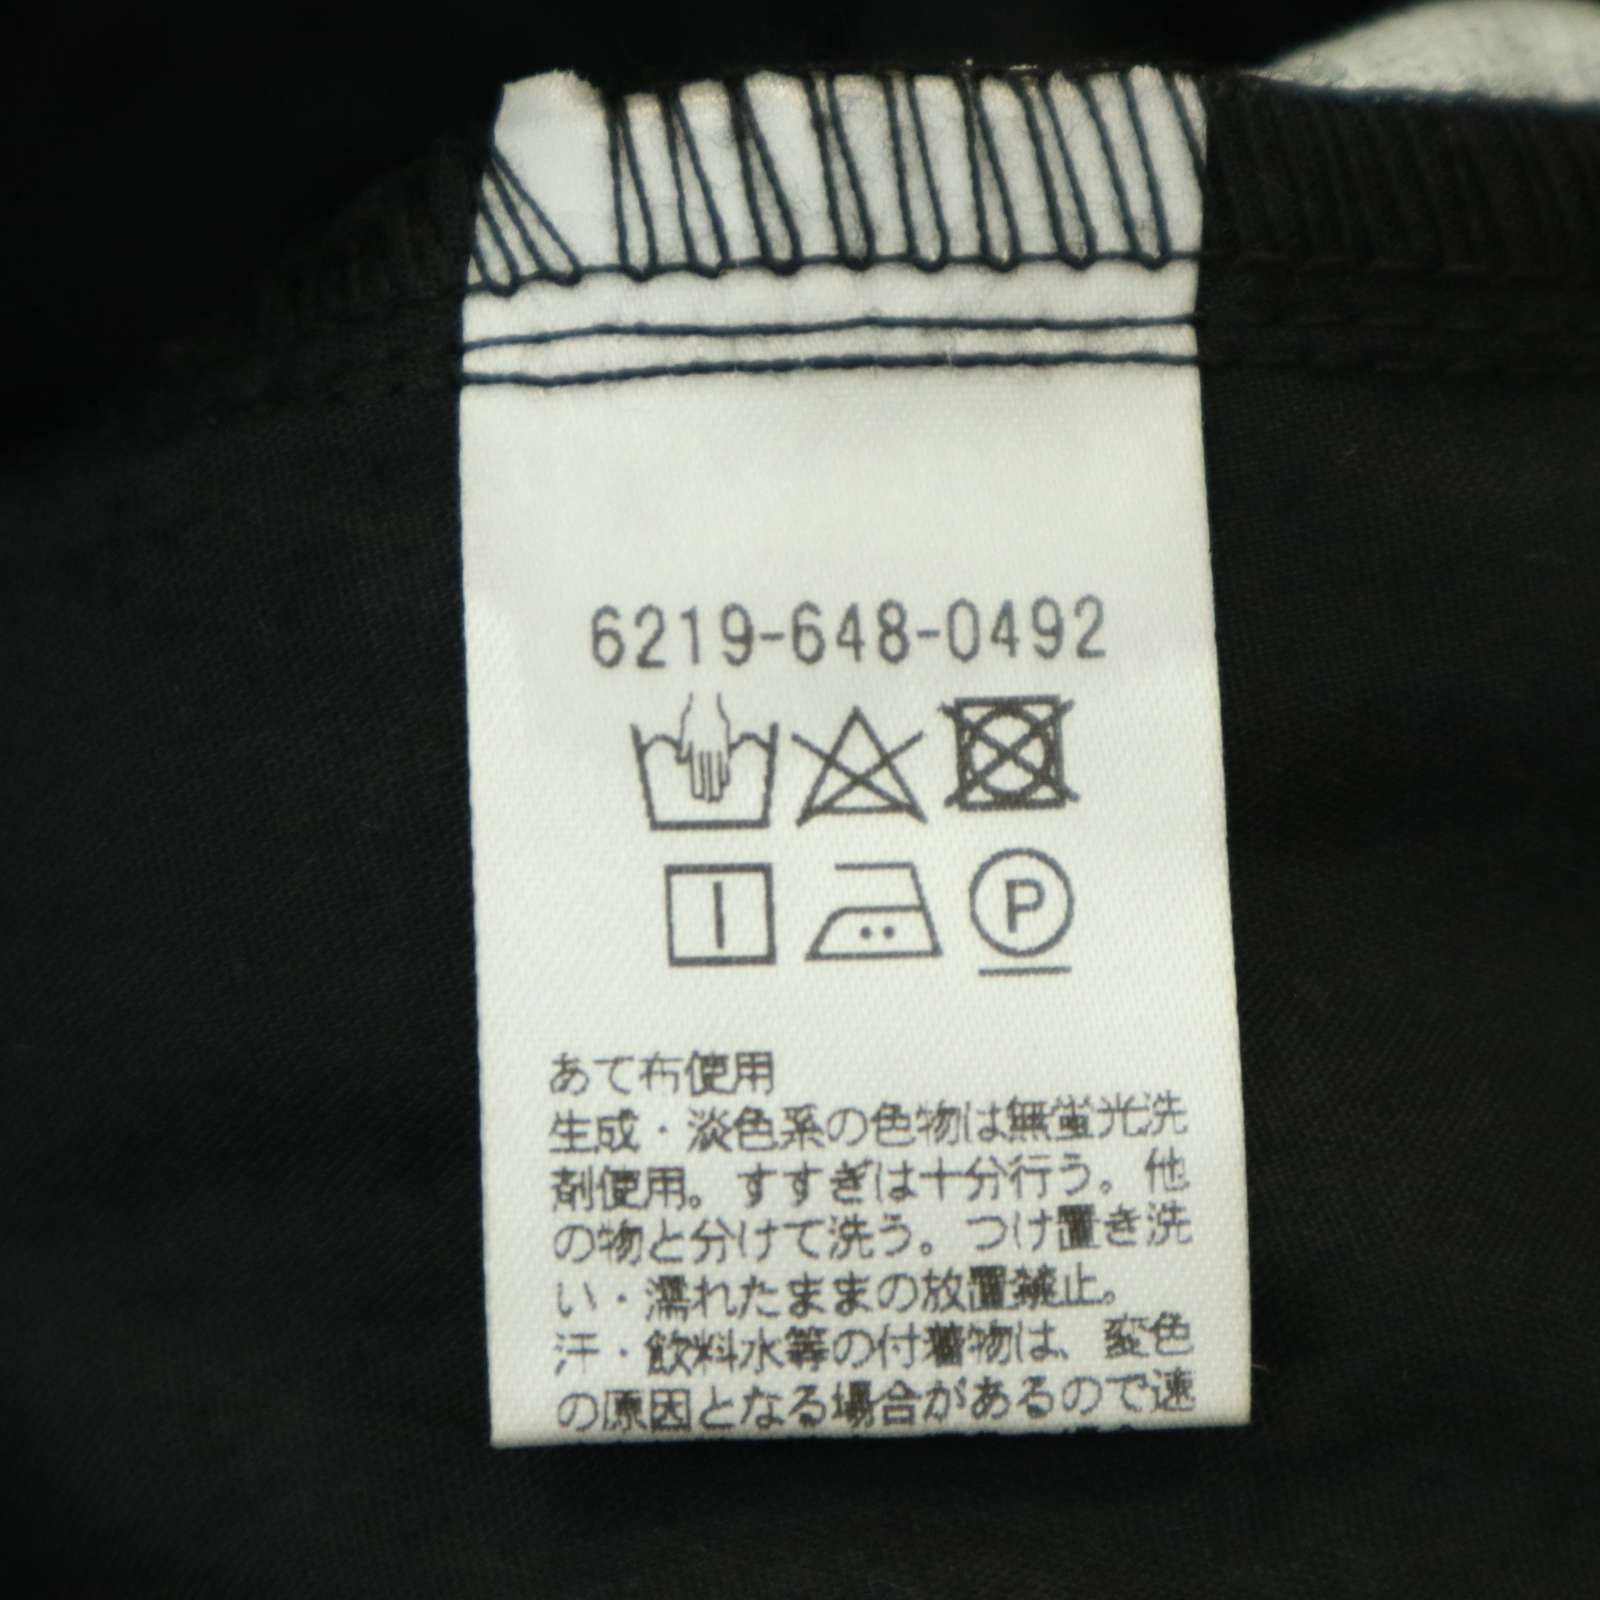 6219-648-0492
P
あて布使用
生成・淡色系の色物は無蛍光洗
剤使用。すすぎは十分行う。他
の物と分けて洗う。つけ置き洗
い・濡れたままの放置禁止。
汗・飲料水等の付着物は、変色
の原因となる場合があるので速